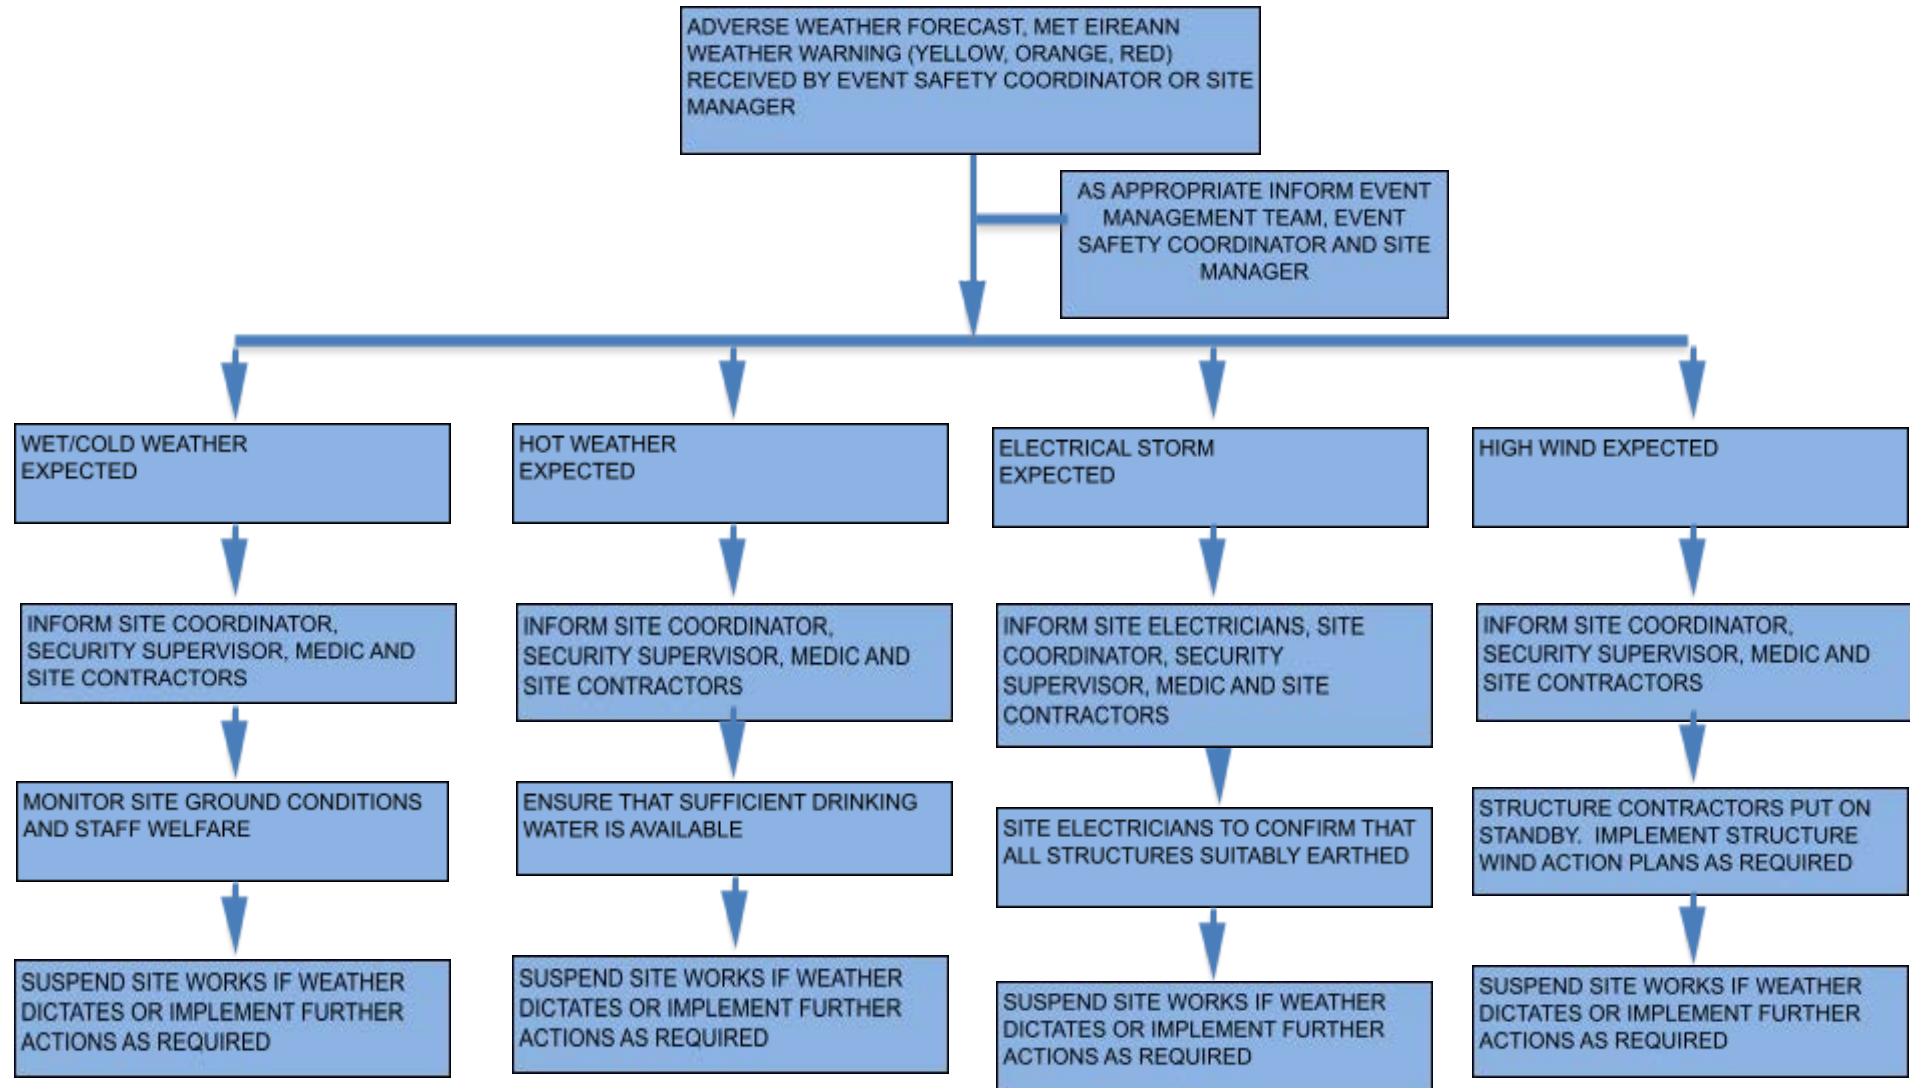 ADVERSE WEATHER FORECAST, MET EIREANN
WEATHER WARNING (YELLOW, ORANGE, RED)
RECEIVED BY EVENT SAFETY COORDINATOR OR SITE
MANAGER
AS APPROPRIATE INFORM EVENT
MANAGEMENT TEAM, EVENT
SAFETY COORDINATOR AND SITE
MANAGER
WET/COLD WEATHER
EXPECTED
HOT WEATHER
EXPECTED
ELECTRICAL STORM
EXPECTED
HIGH WIND EXPECTED
INFORM SITE COORDINATOR,
SECURITY SUPERVISOR, MEDIC AND
SITE CONTRACTORS
INFORM SITE COORDINATOR,
SECURITY SUPERVISOR, MEDIC AND
SITE CONTRACTORS
INFORM SITE ELECTRICIANS, SITE
COORDINATOR, SECURITY
SUPERVISOR, MEDIC AND SITE
CONTRACTORS
INFORM SITE COORDINATOR,
SECURITY SUPERVISOR, MEDIC AND
SITE CONTRACTORS
MONITOR SITE GROUND CONDITIONS
AND STAFF WELFARE
ENSURE THAT SUFFICIENT DRINKING
WATER IS AVAILABLE
SITE ELECTRICIANS TO CONFIRM THAT
ALL STRUCTURES SUITABLY EARTHED
STRUCTURE CONTRACTORS PUT ON
STANDBY. IMPLEMENT STRUCTURE
WIND ACTION PLANS AS REQUIRED
SUSPEND SITE WORKS IF WEATHER
DICTATES OR IMPLEMENT FURTHER
ACTIONS AS REQUIRED
SUSPEND SITE WORKS IF WEATHER
DICTATES OR IMPLEMENT FURTHER
ACTIONS AS REQUIRED
SUSPEND SITE WORKS IF WEATHER
DICTATES OR IMPLEMENT FURTHER
ACTIONS AS REQUIRED
SUSPEND SITE WORKS IF WEATHER
DICTATES OR IMPLEMENT FURTHER
ACTIONS AS REQUIRED